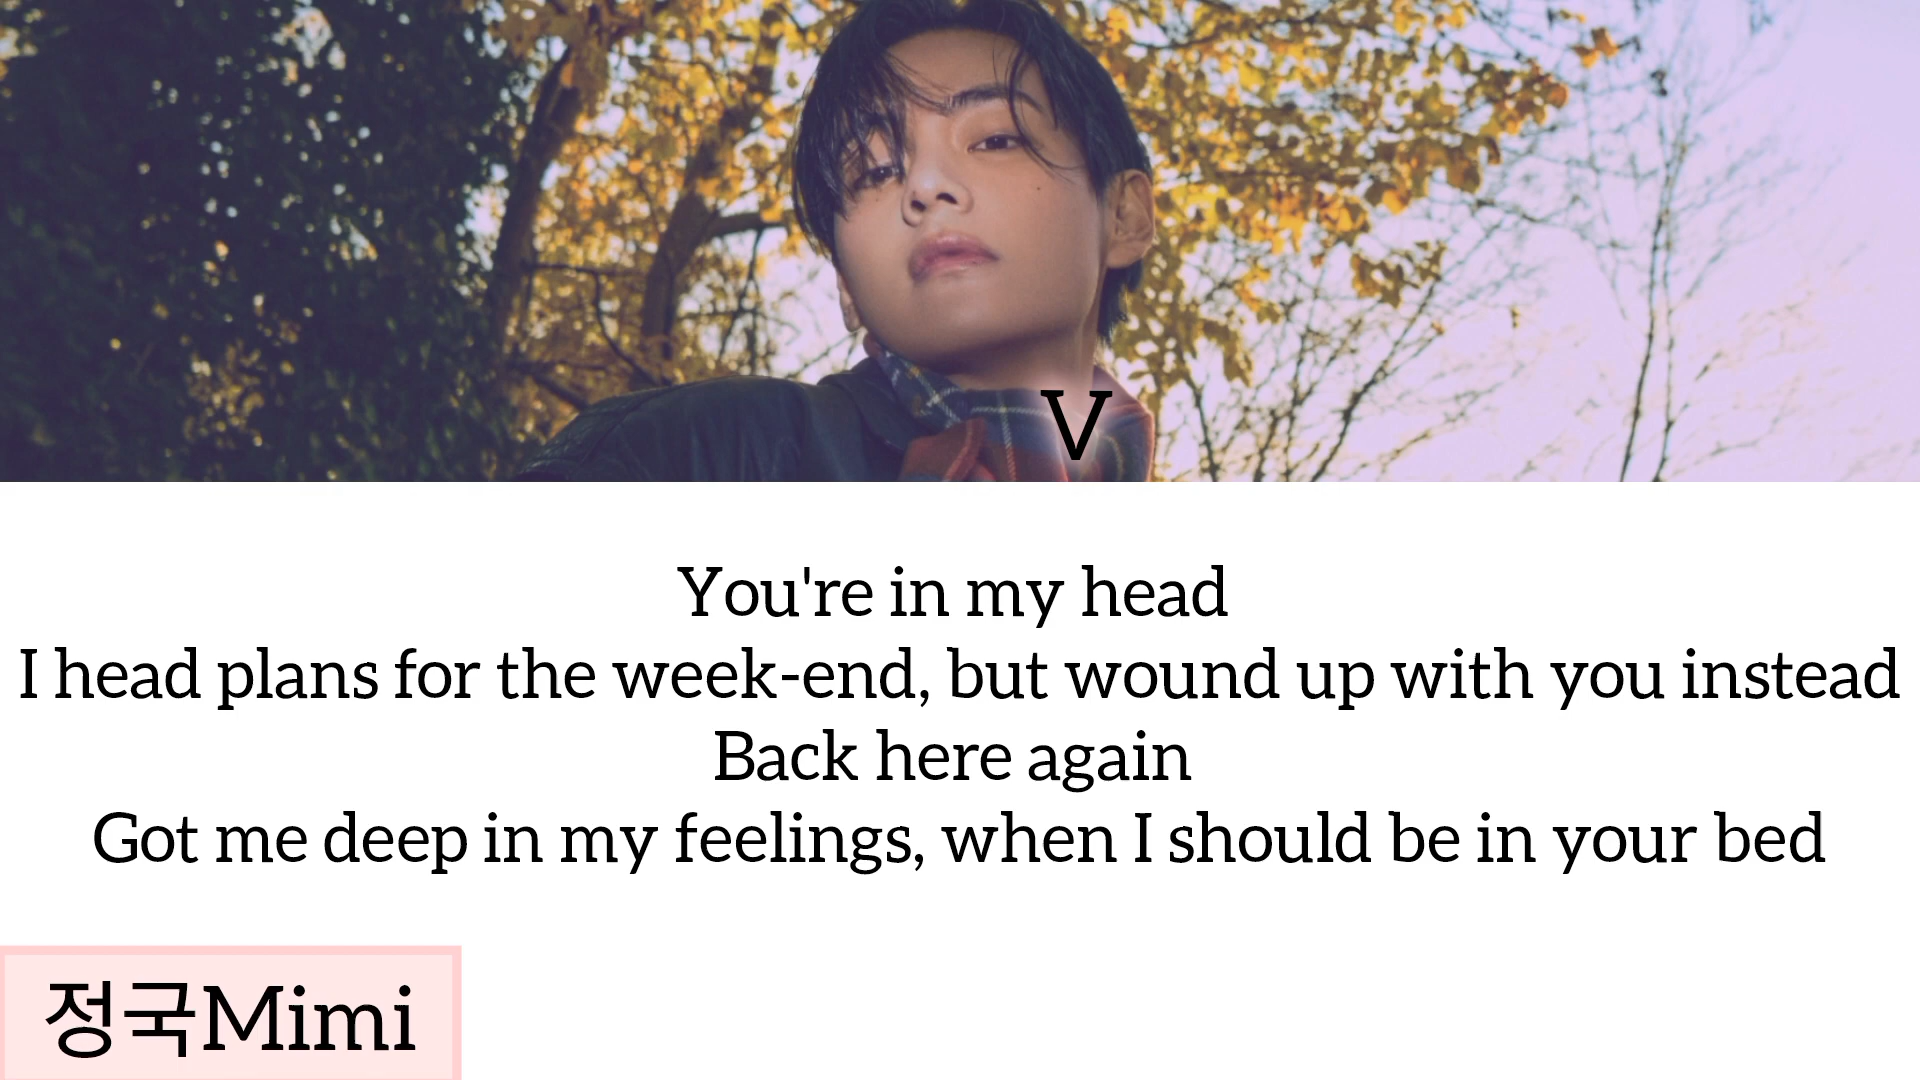 V
You're in my head
I head plans for the week-end, but wound up with you instead
Back here again
Got me deep in my feelings, when I should be in your bed
정국Mimi